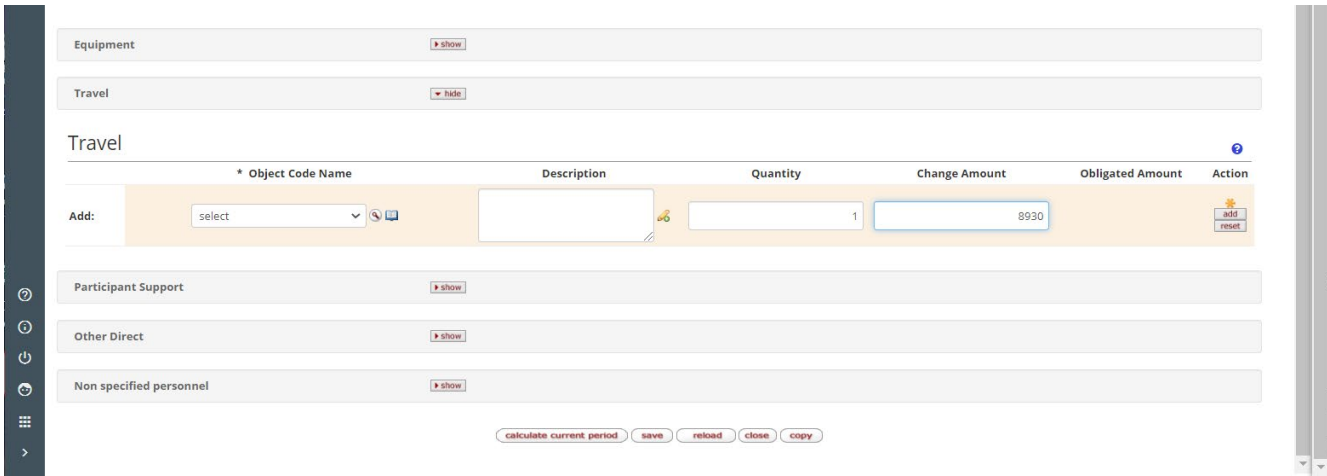 Equipment show
Travel hide
Travel
* Object Code Name Description Quantity Change Amount Obligated Amount Action
Add: select 1 8930 add
reset
Participant Support show
Other Direct show
Non specified personnel show
calculate current period save reload close copy